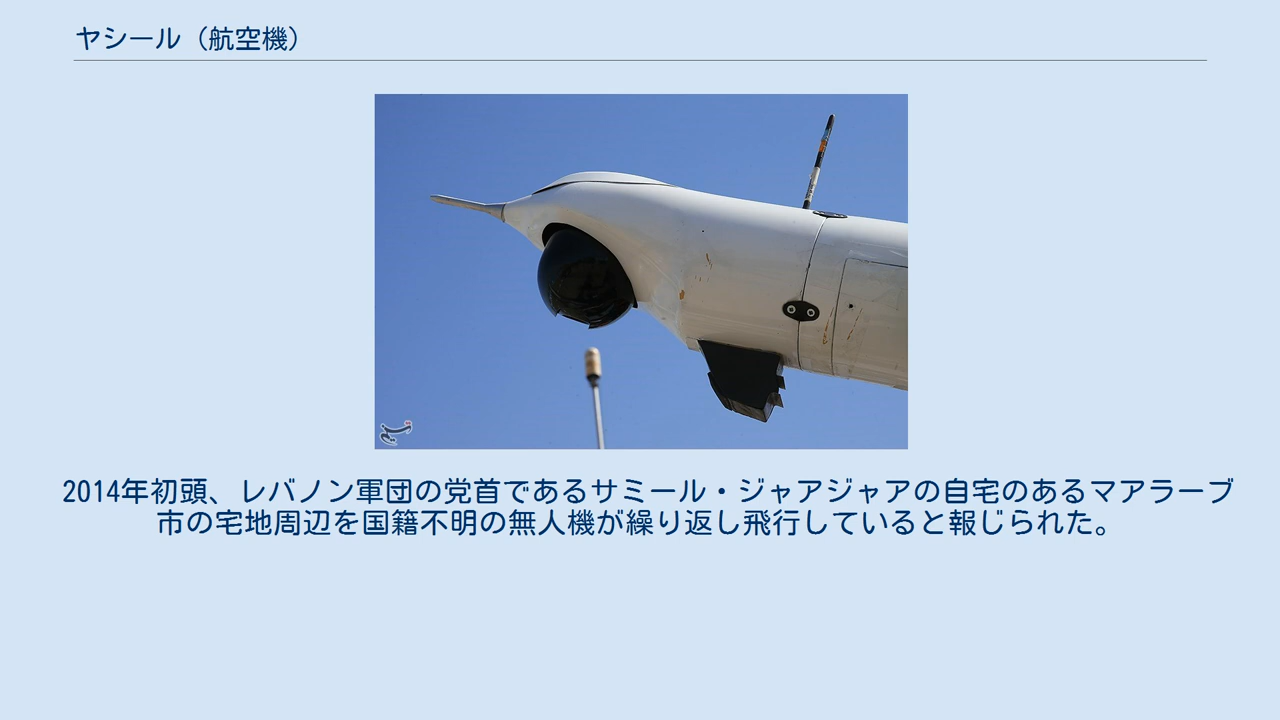 ヤシール（航空機）
2014年初頭、レバノン軍団の党首であるサミール・ジャアジャアの自宅のあるマアラーブ
市の宅地周辺を国籍不明の無人機が繰り返し飛行していると報じられた。